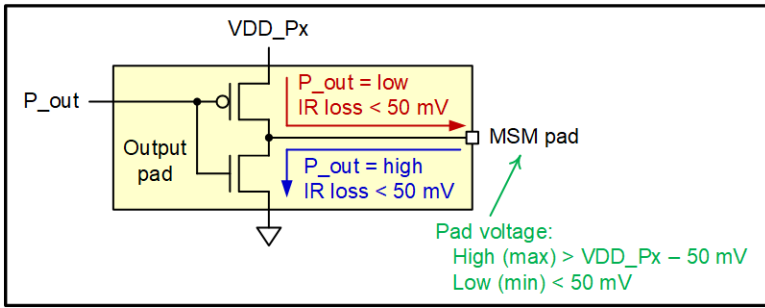 VDD_Px
P_out
P_out = low
IR loss < 50 mV
MSM pad
Output
pad
P_out = high
IR loss < 50 mV
Pad voltage:
High (max) > VDD_Px – 50 mV
Low (min) < 50 mV